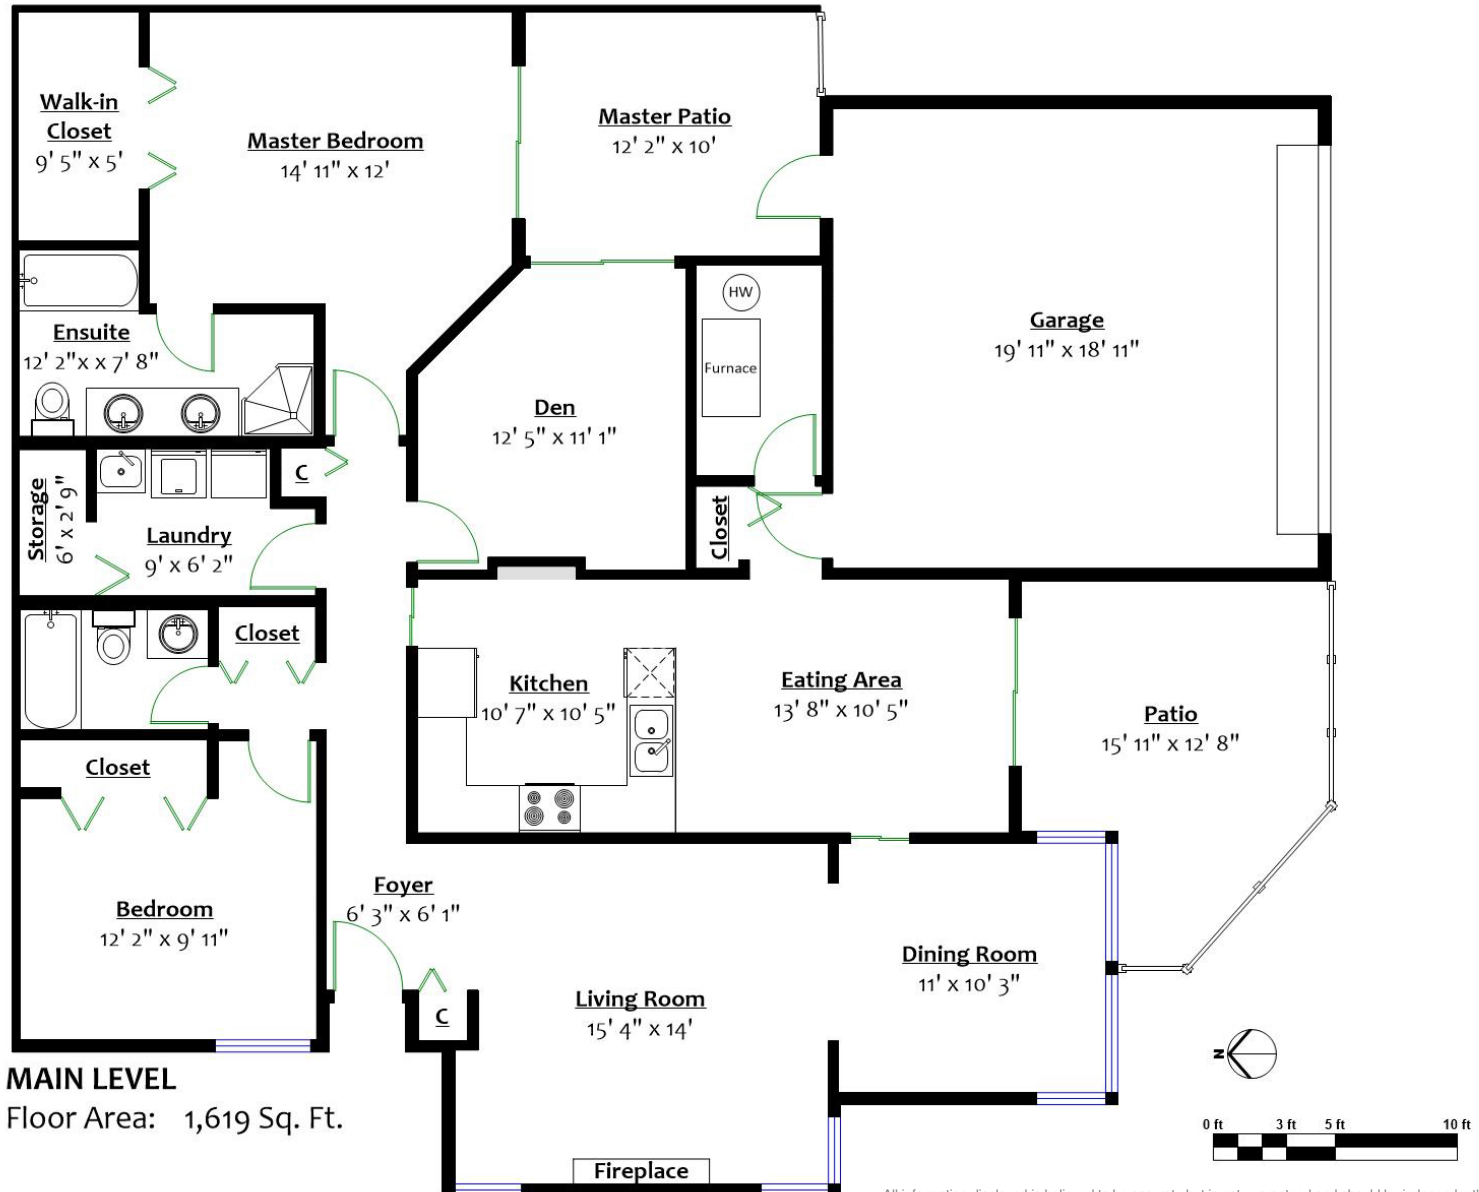 Walk-in
Closet
9' 5" x 5'
Master Bedroom
14' 11" x 12'
Master Patio
12' 2" x 10'
Ensuite
12' 2"x x 7' 8"
HW
Furnace
Garage
19' 11" x 18' 11"
Den
12' 5" x 11' 1"
C
Storage
6' x 2' 9"
Laundry
9' x 6' 2"
Closet
Closet
Kitchen
10' 7" x 10' 5"
Eating Area
13' 8" x 10' 5"
Patio
15' 11" x 12' 8"
Closet
Bedroom
12' 2" x 9' 11"
Foyer
6' 3" x 6' 1"
C
Living Room
15' 4" x 14'
Dining Room
11' x 10' 3"
N
MAIN LEVEL
Floor Area: 1,619 Sq. Ft.
Fireplace
0 ft 3 ft 5 ft 10 ft